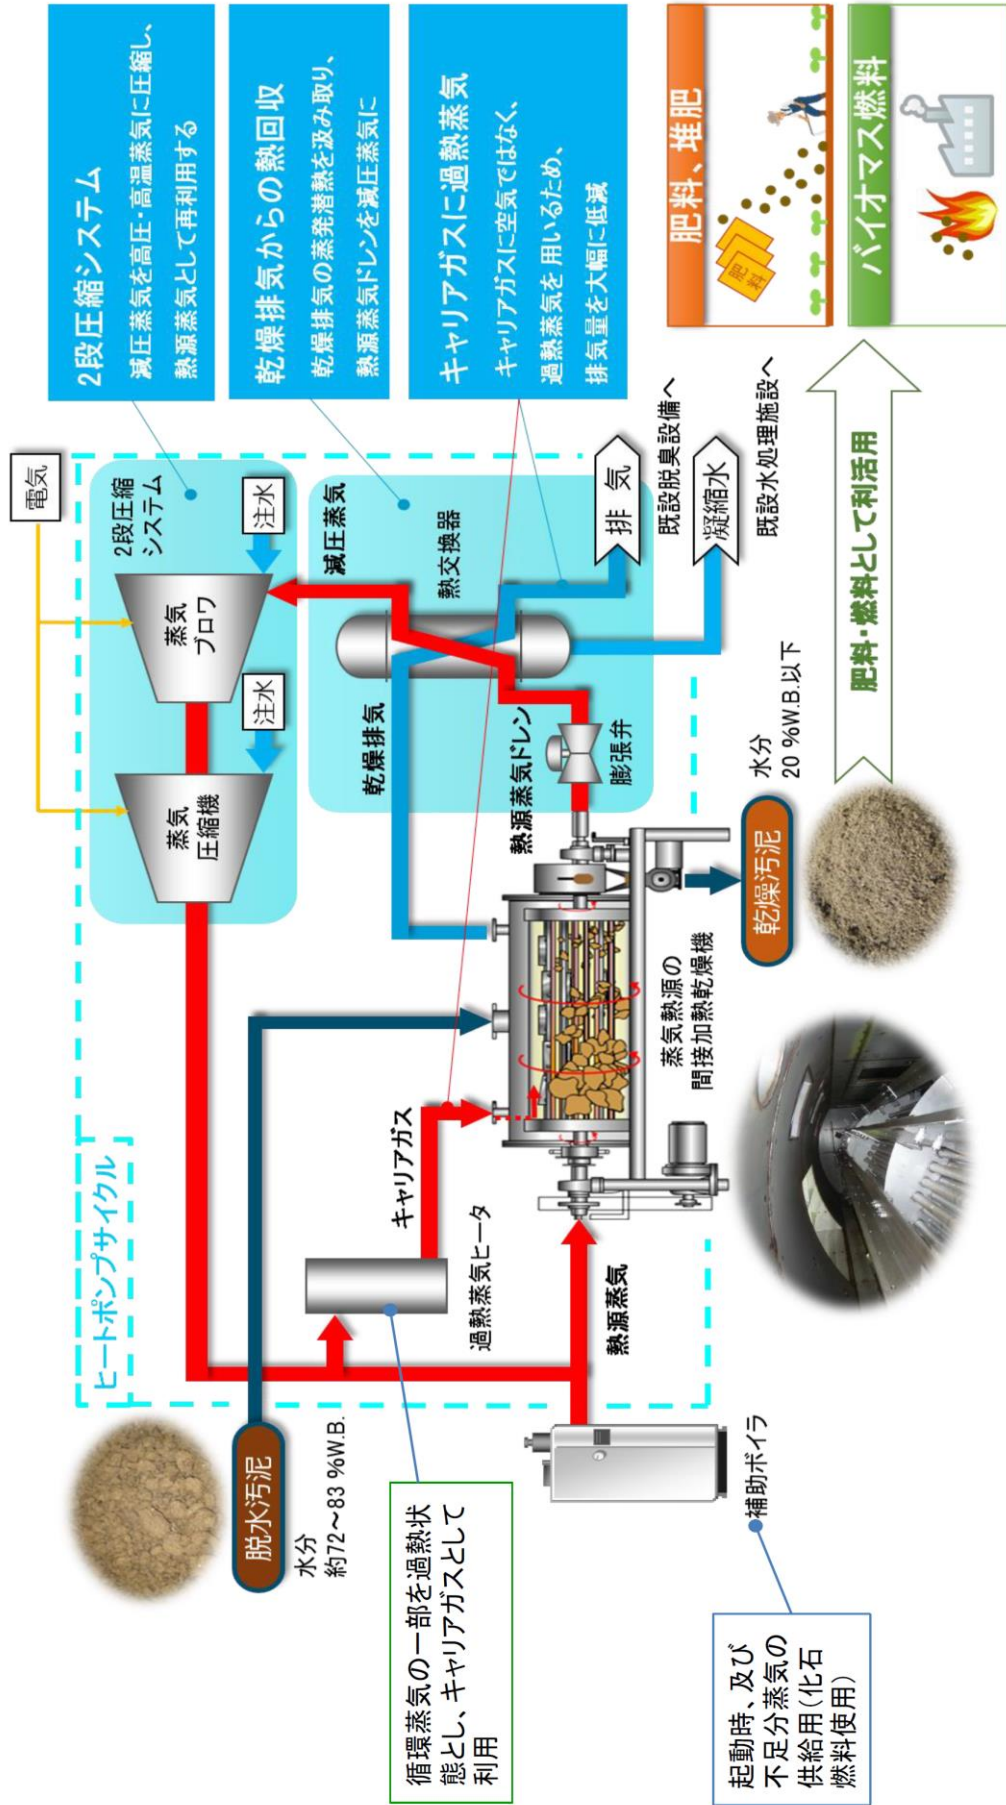 ヒートポンプサイクル
電気
2段圧縮
システム
注水
注水
蒸気
圧縮機
蒸気
ブロワ
2段圧縮システム
減圧蒸気を高圧・高温蒸気に圧縮し、
熱源蒸気として再利用する
脱水汚泥
水分
約72～83 %W.B.
乾燥排気
減圧蒸気
熱交換器
乾燥排気からの熱回収
乾燥排気の蒸発潜熱を汲み取り、
熱源蒸気ドレンを減圧蒸気に
循環蒸気の一部を過熱状
態とし、キャリアガスとして
利用
キャリアガス
過熱蒸気ヒータ
熱源蒸気ドレン
膨張弁
キャリアガスに過熱蒸気
キャリアガスに空気ではなく、
過熱蒸気を 用いるため、
排気量を大幅に低減
排 気
既設脱臭設備へ
凝縮水
既設水処理施設へ
熱源蒸気
蒸気熱源の
間接加熱乾燥機
補助ボイラ
起動時、及び
不足分蒸気の
供給用(化石
燃料使用)
乾燥汚泥
水分
20 %W.B.以下
肥料・燃料として利活用
肥料、堆肥
肥料
バイオマス燃料